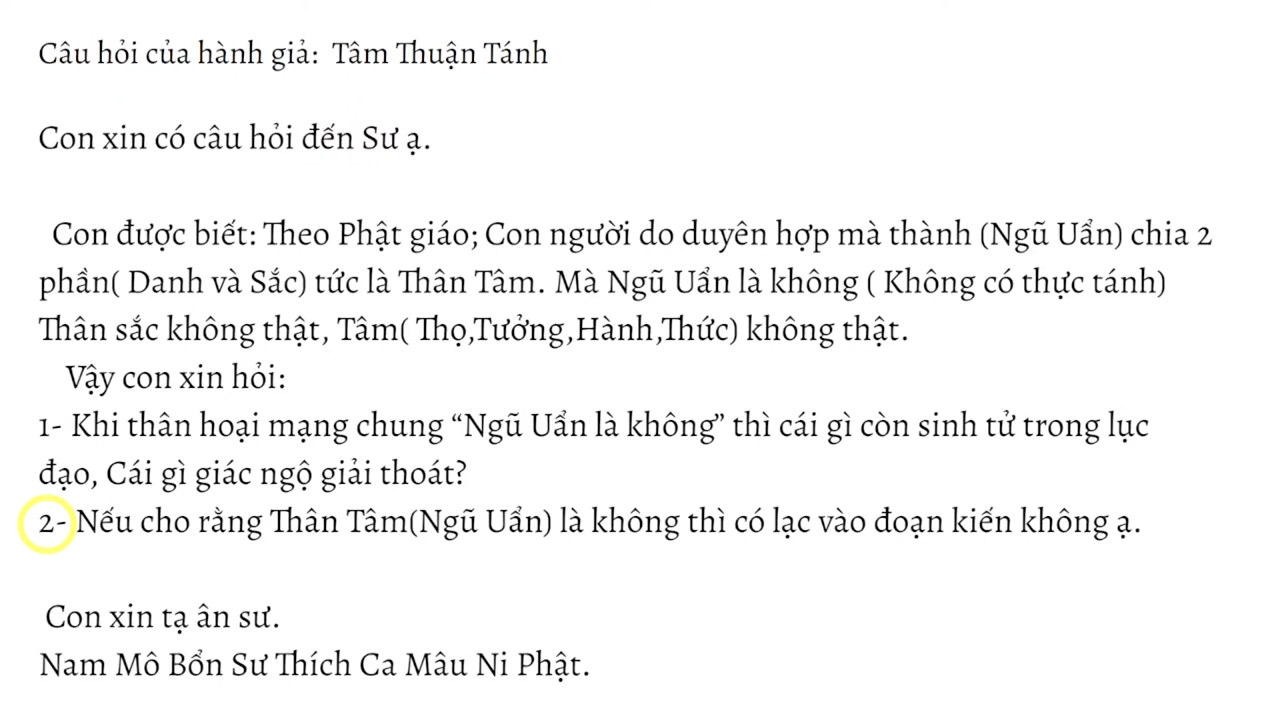 Câu hỏi của hành giả:  Tâm Thuận Tánh
Con xin có câu hỏi đến Sư ạ.
Con được biết: Theo Phật giáo; Con người do duyên hợp mà thành (Ngũ Uẩn) chia 2
phần( Danh và Sắc) tức là Thân Tâm. Mà Ngũ Uẩn là không ( Không có thực tánh)
Thân sắc không thật, Tâm( Thọ,Tưởng,Hành,Thức) không thật.
Vậy con xin hỏi:
1- Khi thân hoại mạng chung “Ngũ Uẩn là không” thì cái gì còn sinh tử trong lục
đạo, Cái gì giác ngộ giải thoát?
2- Nếu cho rằng Thân Tâm(Ngũ Uẩn) là không thì có lạc vào đoạn kiến không ạ.
Con xin tạ ân sư.
Nam Mô Bổn Sư Thích Ca Mâu Ni Phật.